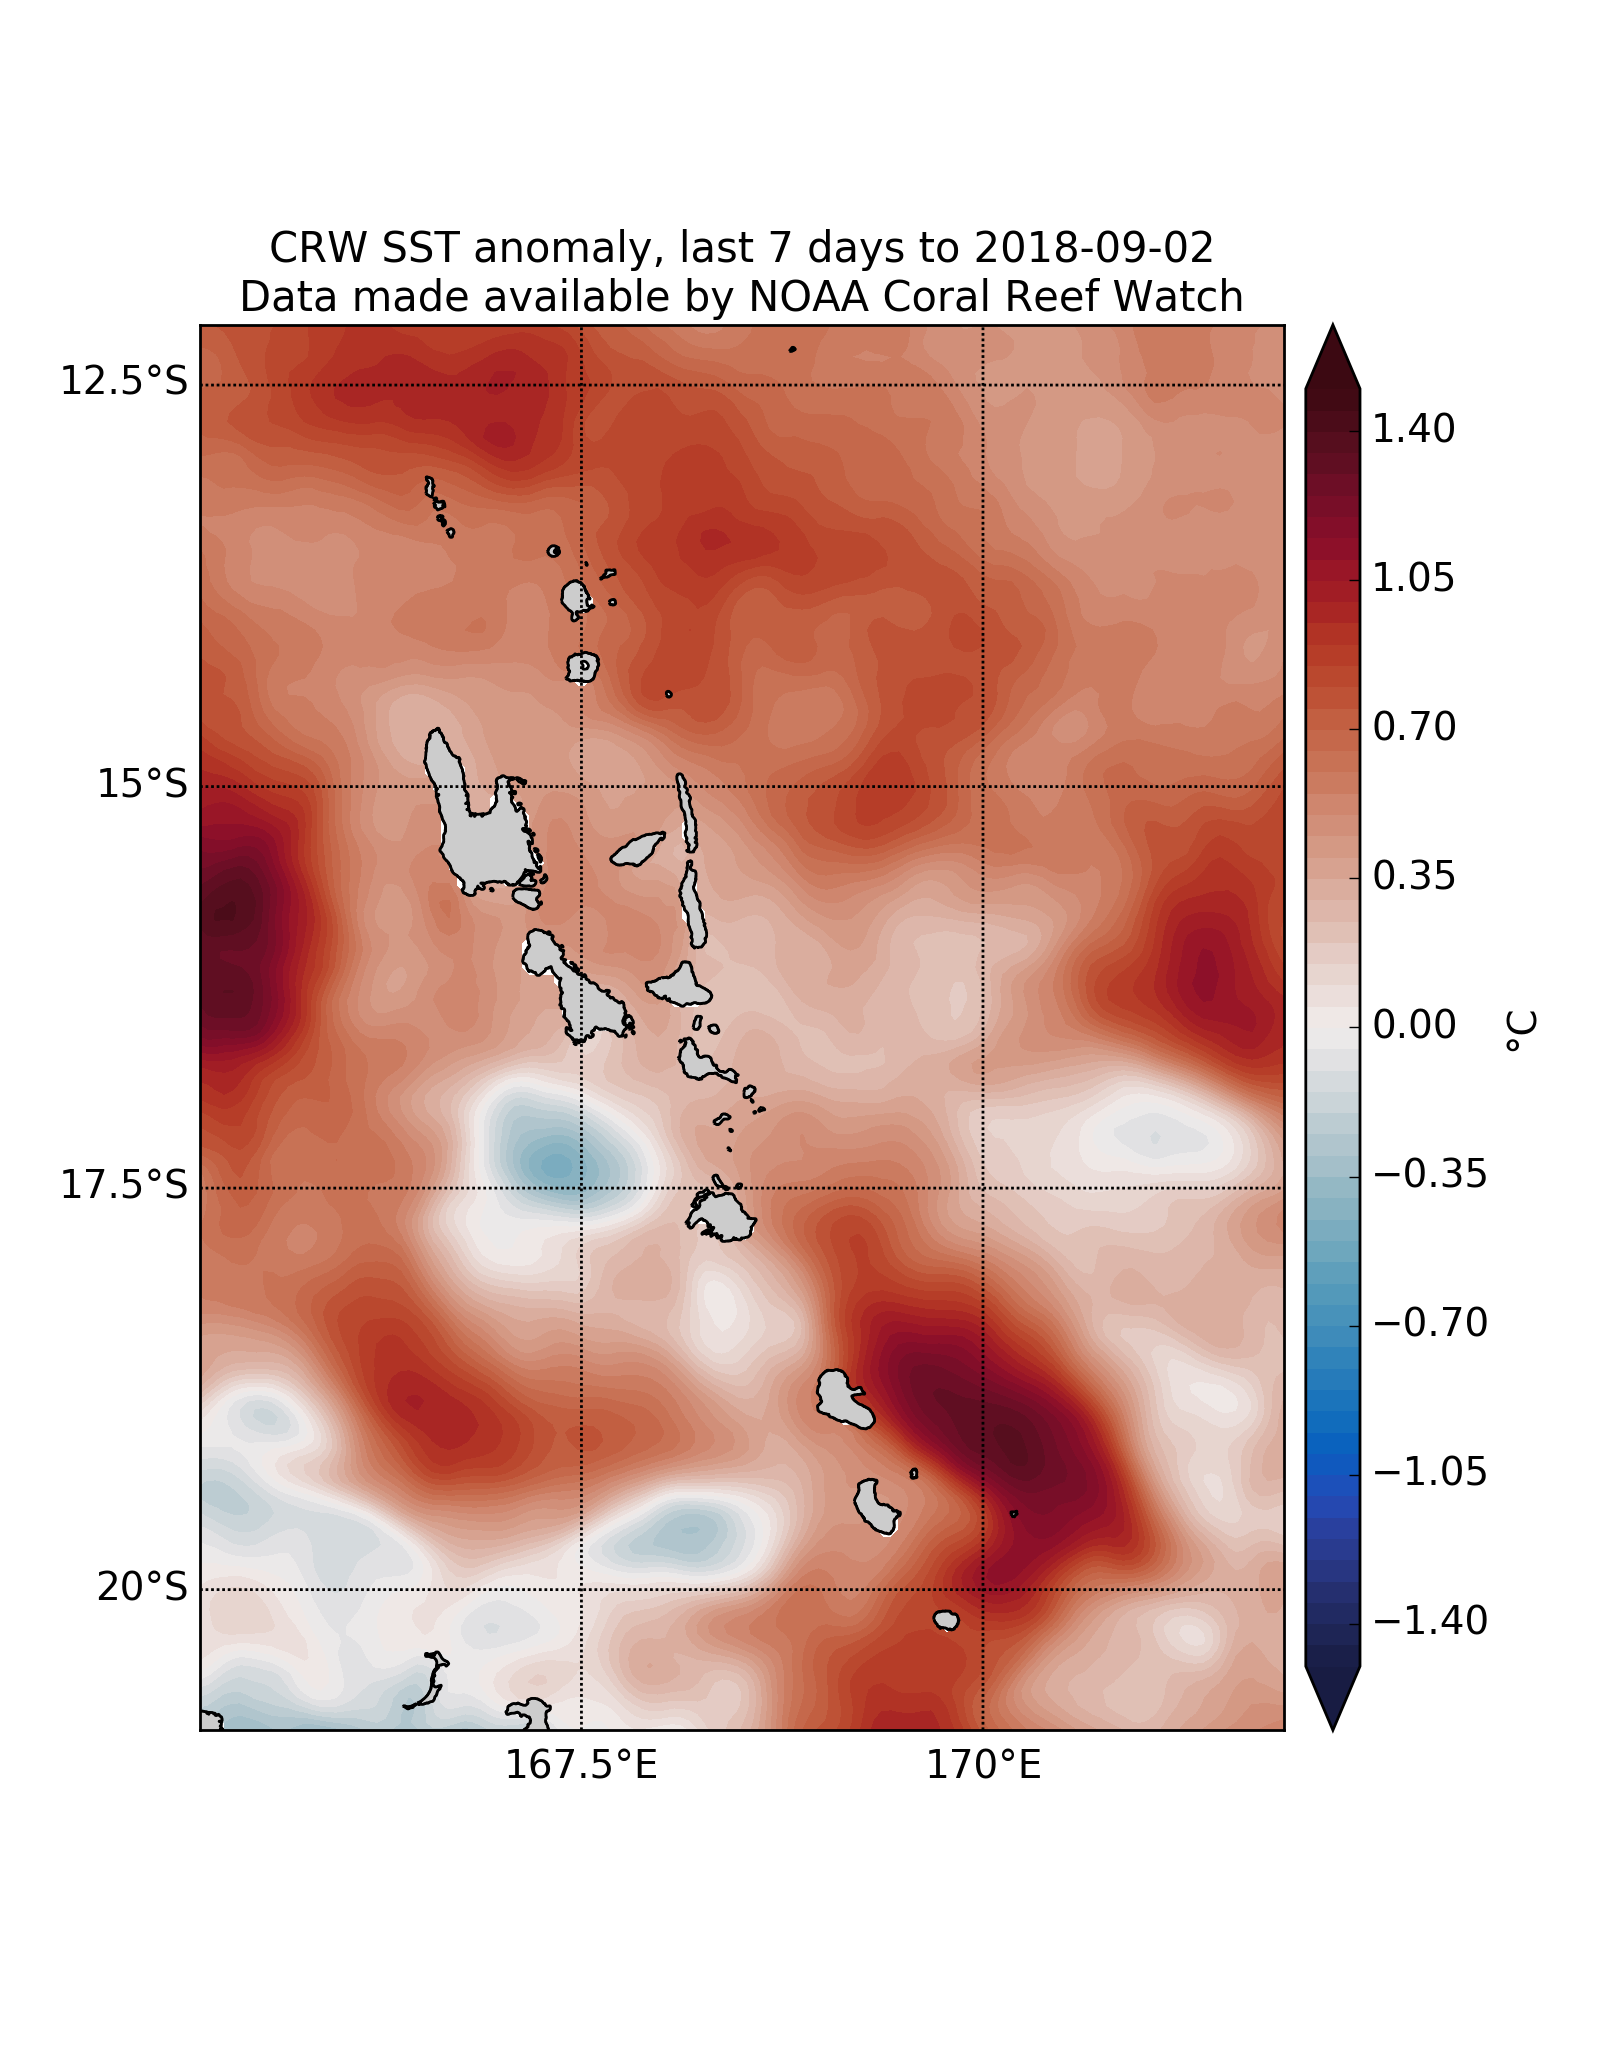 CRW SST anomaly, last 7 days to 2018-09-02
Data made available by NOAA Coral Reef Watch
12.5°S
15°S
17.5°S
20°S
167.5°E
170°E
1.40
1.05
0.70
0.35
0.00
−0.35
−0.70
−1.05
−1.40
°C